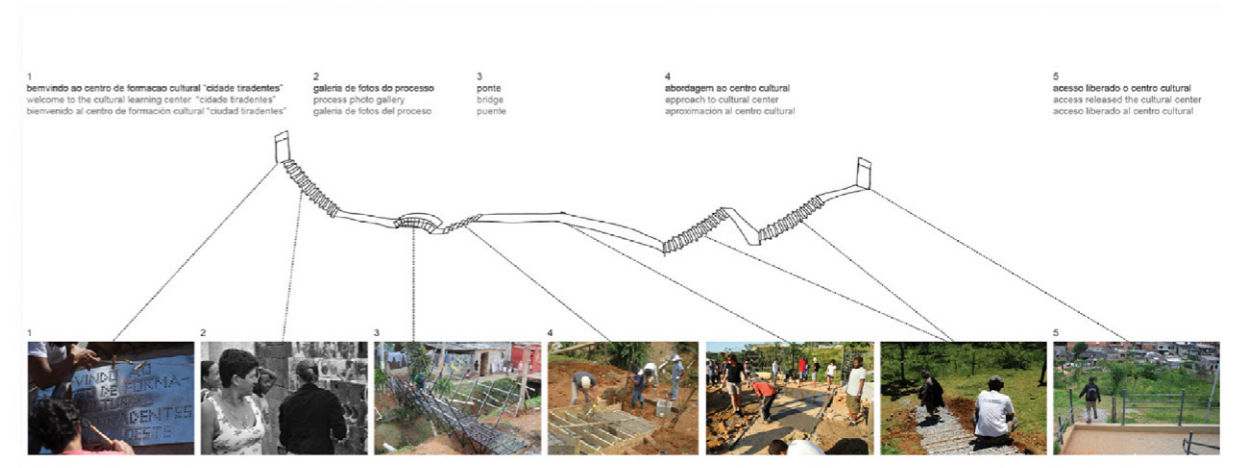 1
bemvindo ao centro de formacao cultural "cidade tiradentes"
welcome to the cultural learning center "cidade tiradentes"
bienvenido al centro de formación cultural "ciudad tiradentes"
2
galeria de fotos do processo
process photo gallery
galeria de fotos del proceso
3
ponte
bridge
puente
4
abordagem ao centro cultural
approach to cultural center
aproximación al centro cultural
5
acesso liberado o centro cultural
access released the cultural center
acceso liberado al centro cultural
1
2
3
4
5
VINDO AO
DE FORMA-
TIRADENTES
OESTE